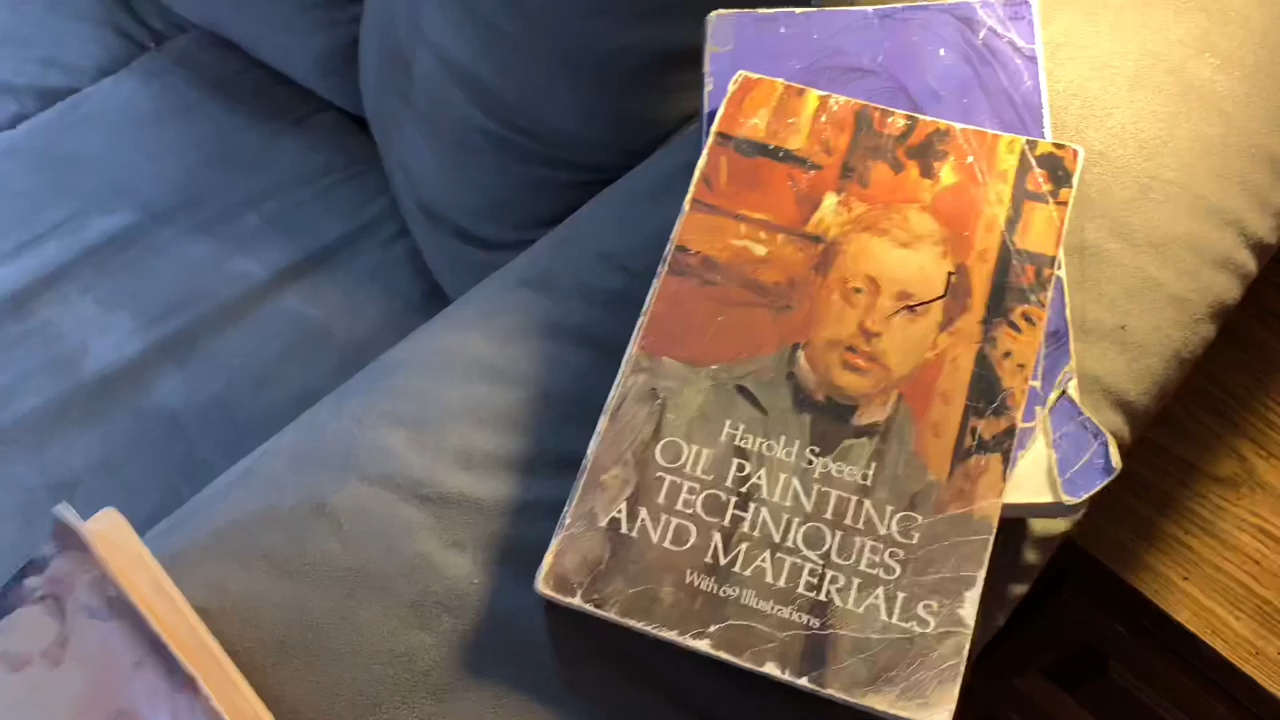 Harold Speed
OIL PAINTING
TECHNIQUES
AND MATERIALS
With 69 Illustrations